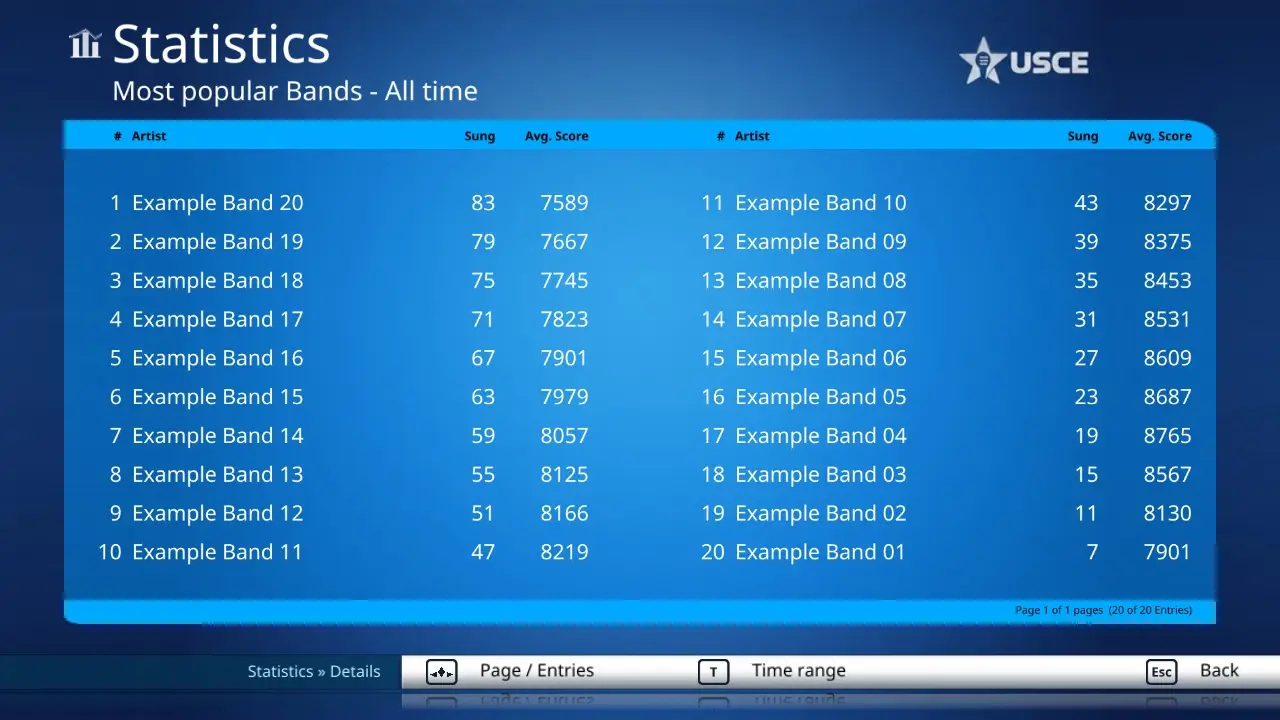 Statistics
USCE
Most popular Bands - All time
# Artist Sung Avg. Score # Artist Sung Avg. Score
1 Example Band 20 83 7589 11 Example Band 10 43 8297
2 Example Band 19 79 7667 12 Example Band 09 39 8375
3 Example Band 18 75 7745 13 Example Band 08 35 8453
4 Example Band 17 71 7823 14 Example Band 07 31 8531
5 Example Band 16 67 7901 15 Example Band 06 27 8609
6 Example Band 15 63 7979 16 Example Band 05 23 8687
7 Example Band 14 59 8057 17 Example Band 04 19 8765
8 Example Band 13 55 8125 18 Example Band 03 15 8567
9 Example Band 12 51 8166 19 Example Band 02 11 8130
10 Example Band 11 47 8219 20 Example Band 01 7 7901
Page 1 of 1 pages (20 of 20 Entries)
Statistics » Details Page / Entries T Time range Esc Back